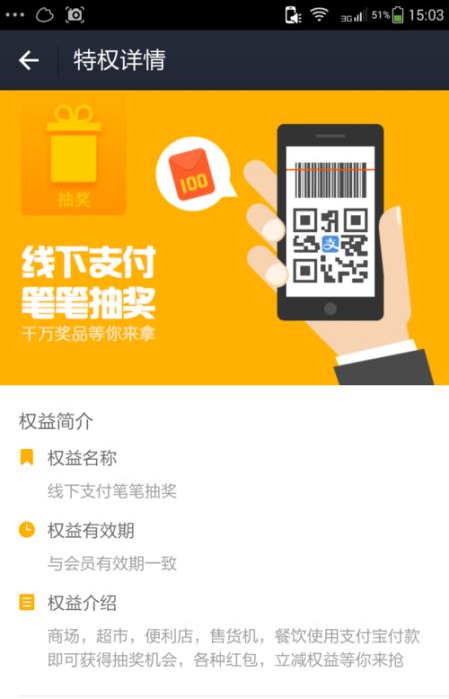 3G 51% 15:03
特权详情
抽奖
100
线下支付
笔笔抽奖
千万奖品等你来拿
支
权益简介
权益名称
线下支付笔笔抽奖
权益有效期
与会员有效期一致
权益介绍
商场，超市，便利店，售货机，餐饮使用支付宝付款
即可获得抽奖机会，各种红包，立减权益等你来抢